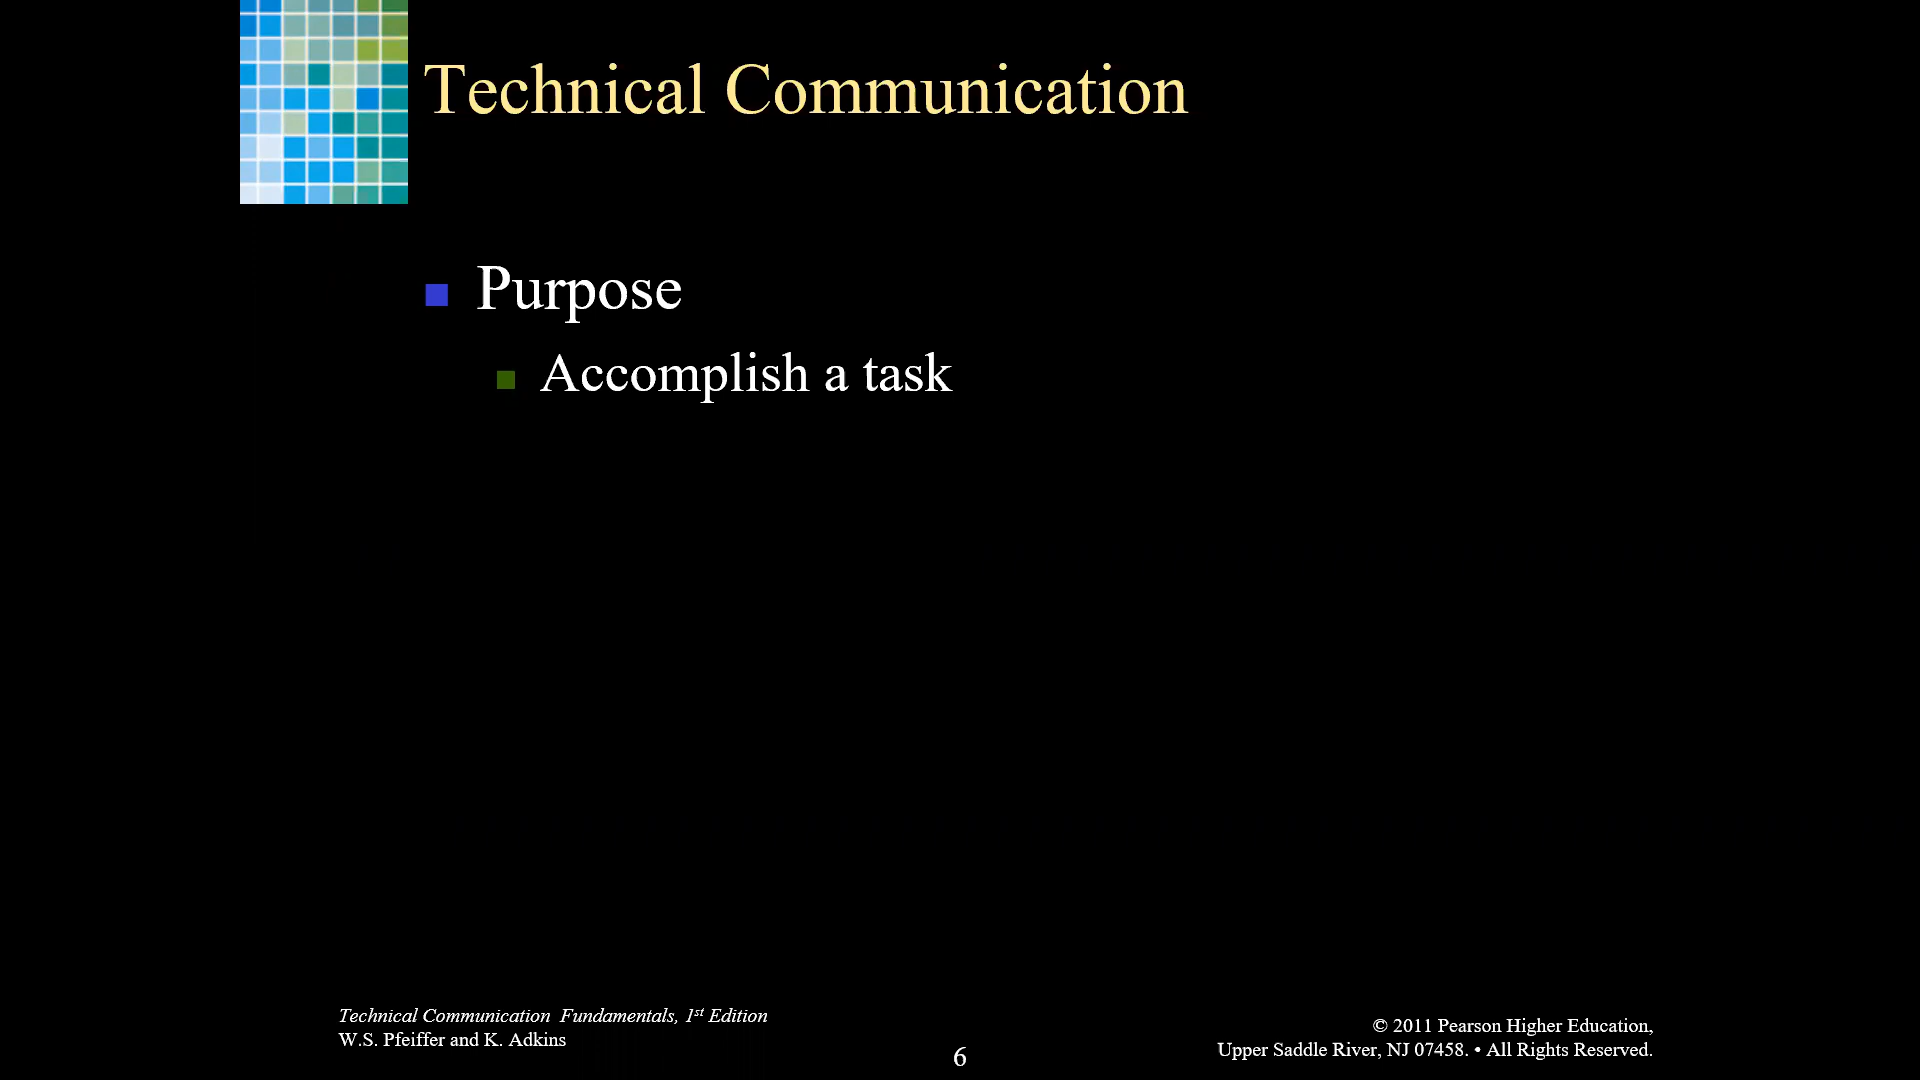 Technical Communication
Purpose
Accomplish a task
Technical Communication Fundamentals, 1st Edition
W.S. Pfeiffer and K. Adkins
6
© 2011 Pearson Higher Education,
Upper Saddle River, NJ 07458. • All Rights Reserved.